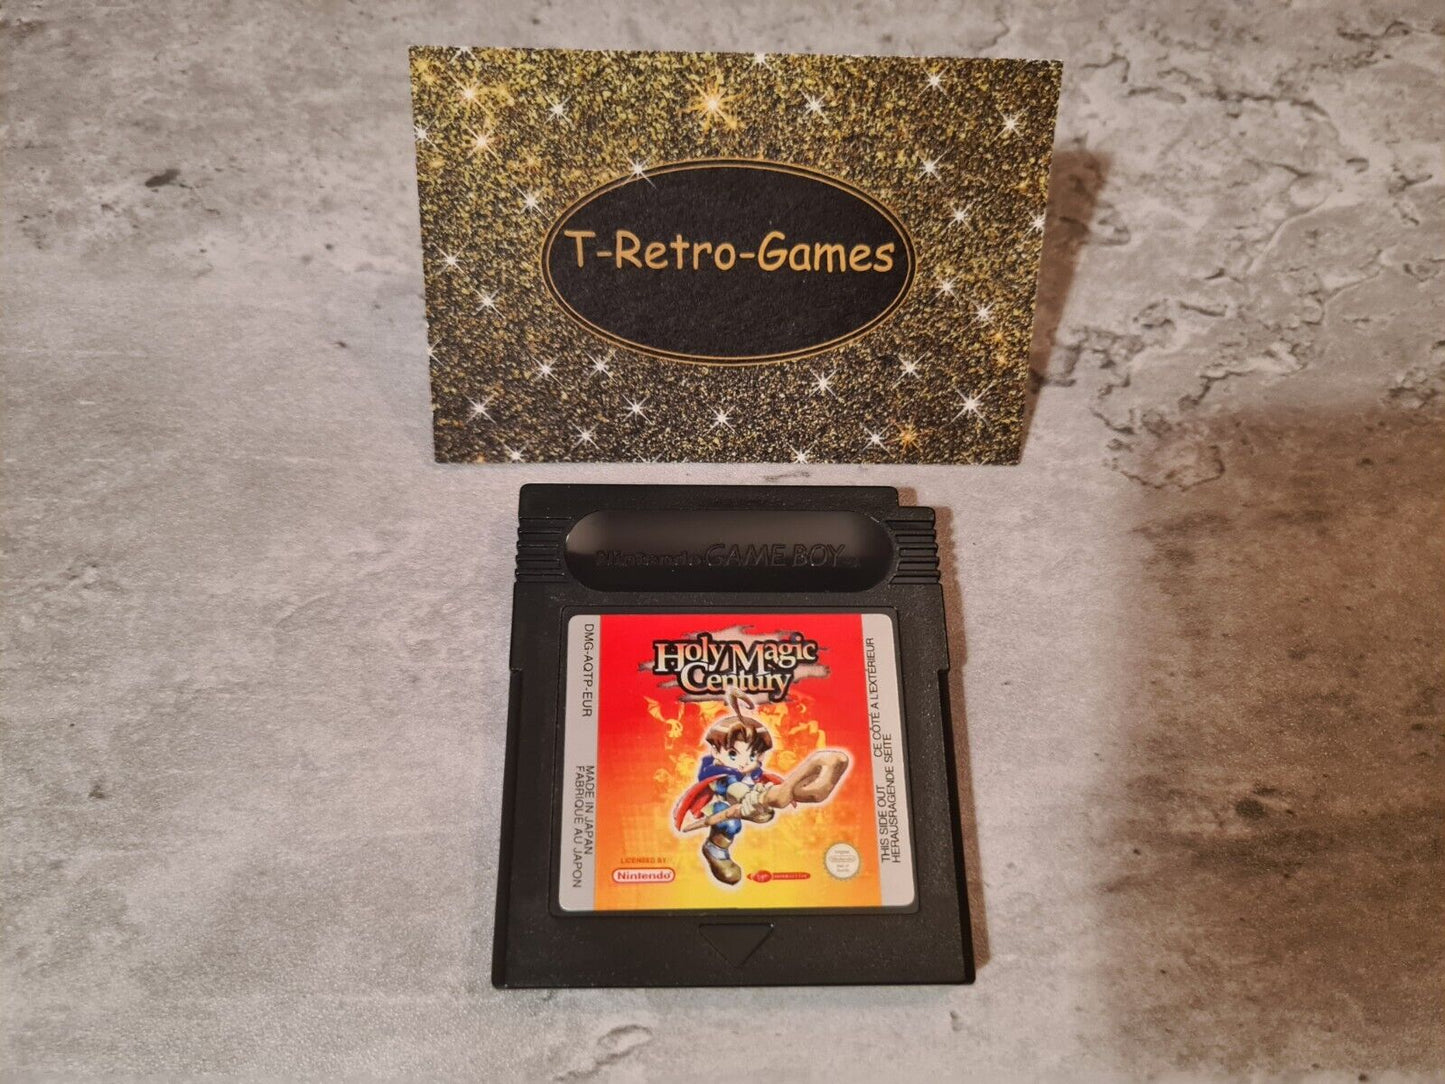 T-Retro-Games
Nintendo GAME BOY
DMG-AQTP-EUR
MADE IN JAPAN
FABRIQUE AU JAPON
Holy Magic
Century
LICENSED BY
Nintendo
THIS SIDE OUT
CE CÔTÉ A L'EXTÉRIEUR
HERAUSRAGENDE SEITE